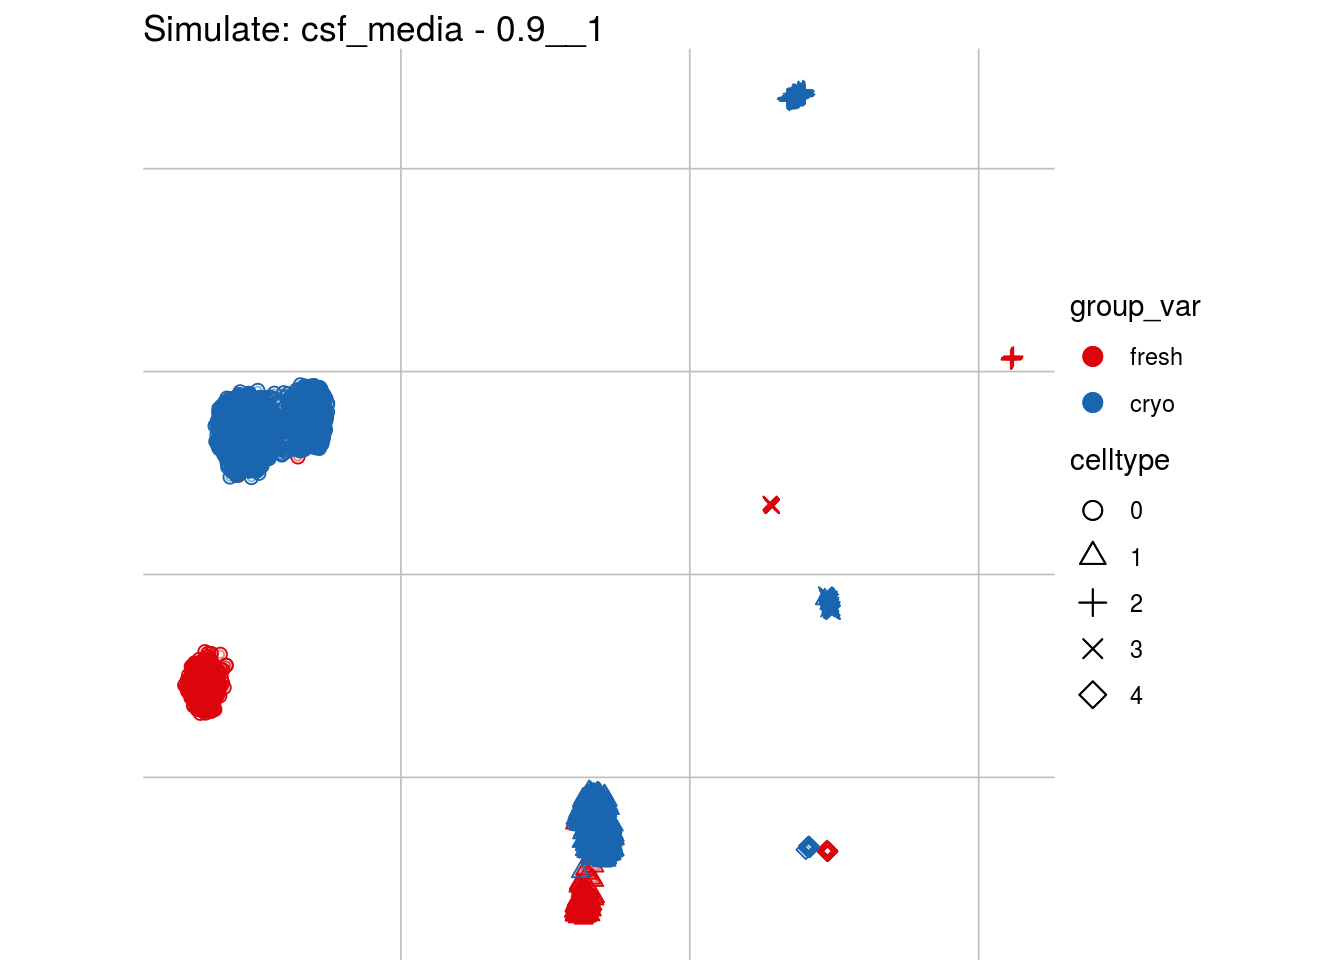 Simulate: csf_media - 0.9__1
group_var
fresh
cryo
celltype
0
1
2
3
4